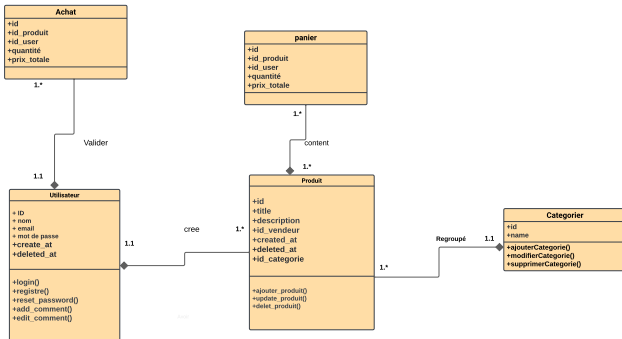 Achat
+id
+id_produit
+id_user
+quantité
+prix_totale
1.*
Valider
1.1
panier
+id
+id_produit
+id_user
+quantité
+prix_totale
1.*
content
1.*
Utilisateur
+ ID
+ nom
+ email
+ mot de passe
+create_at
+deleted_at
+login()
+registre()
+reset_password()
+add_comment()
+edit_comment()
1.1
cree
1.*
Produit
+id
+title
+description
+id_vendeur
+created_at
+deleted_at
+id_categorie
+ajouter_produit()
+update_produit()
+delet_produit()
1.*
Regroupé
1.1
Categorier
+id
+name
+ajouterCategorie()
+modifierCategorie()
+supprimerCategorie()